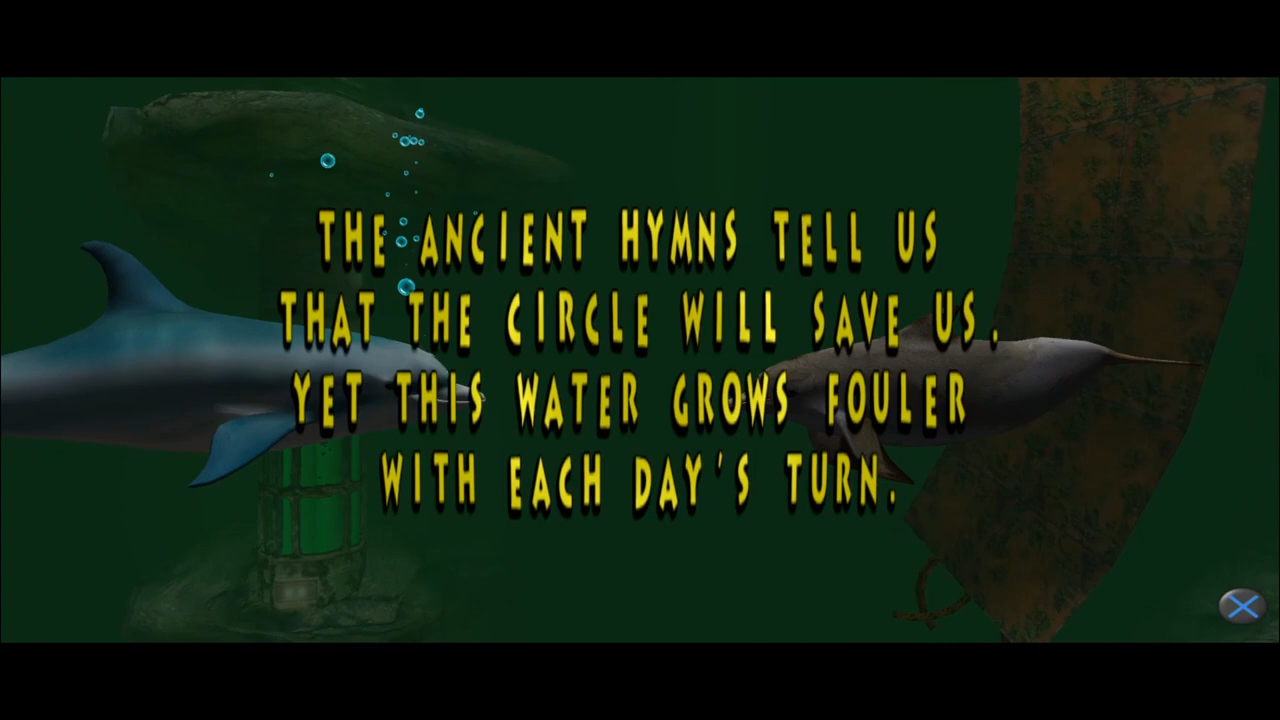 THE ANCIENT HYMNS TELL US
THAT THE CIRCLE WILL SAVE US.
YET THIS WATER GROWS FOULER
WITH EACH DAY'S TURN.